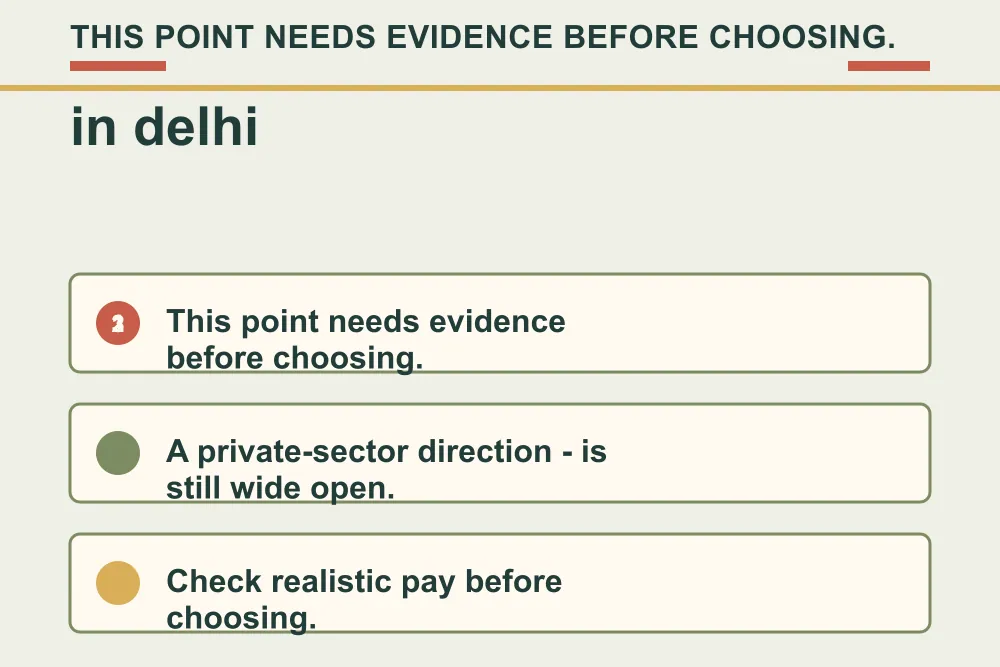 THIS POINT NEEDS EVIDENCE BEFORE CHOOSING.
in delhi
This point needs evidence
before choosing.
A private-sector direction - is
still wide open.
Check realistic pay before
choosing.